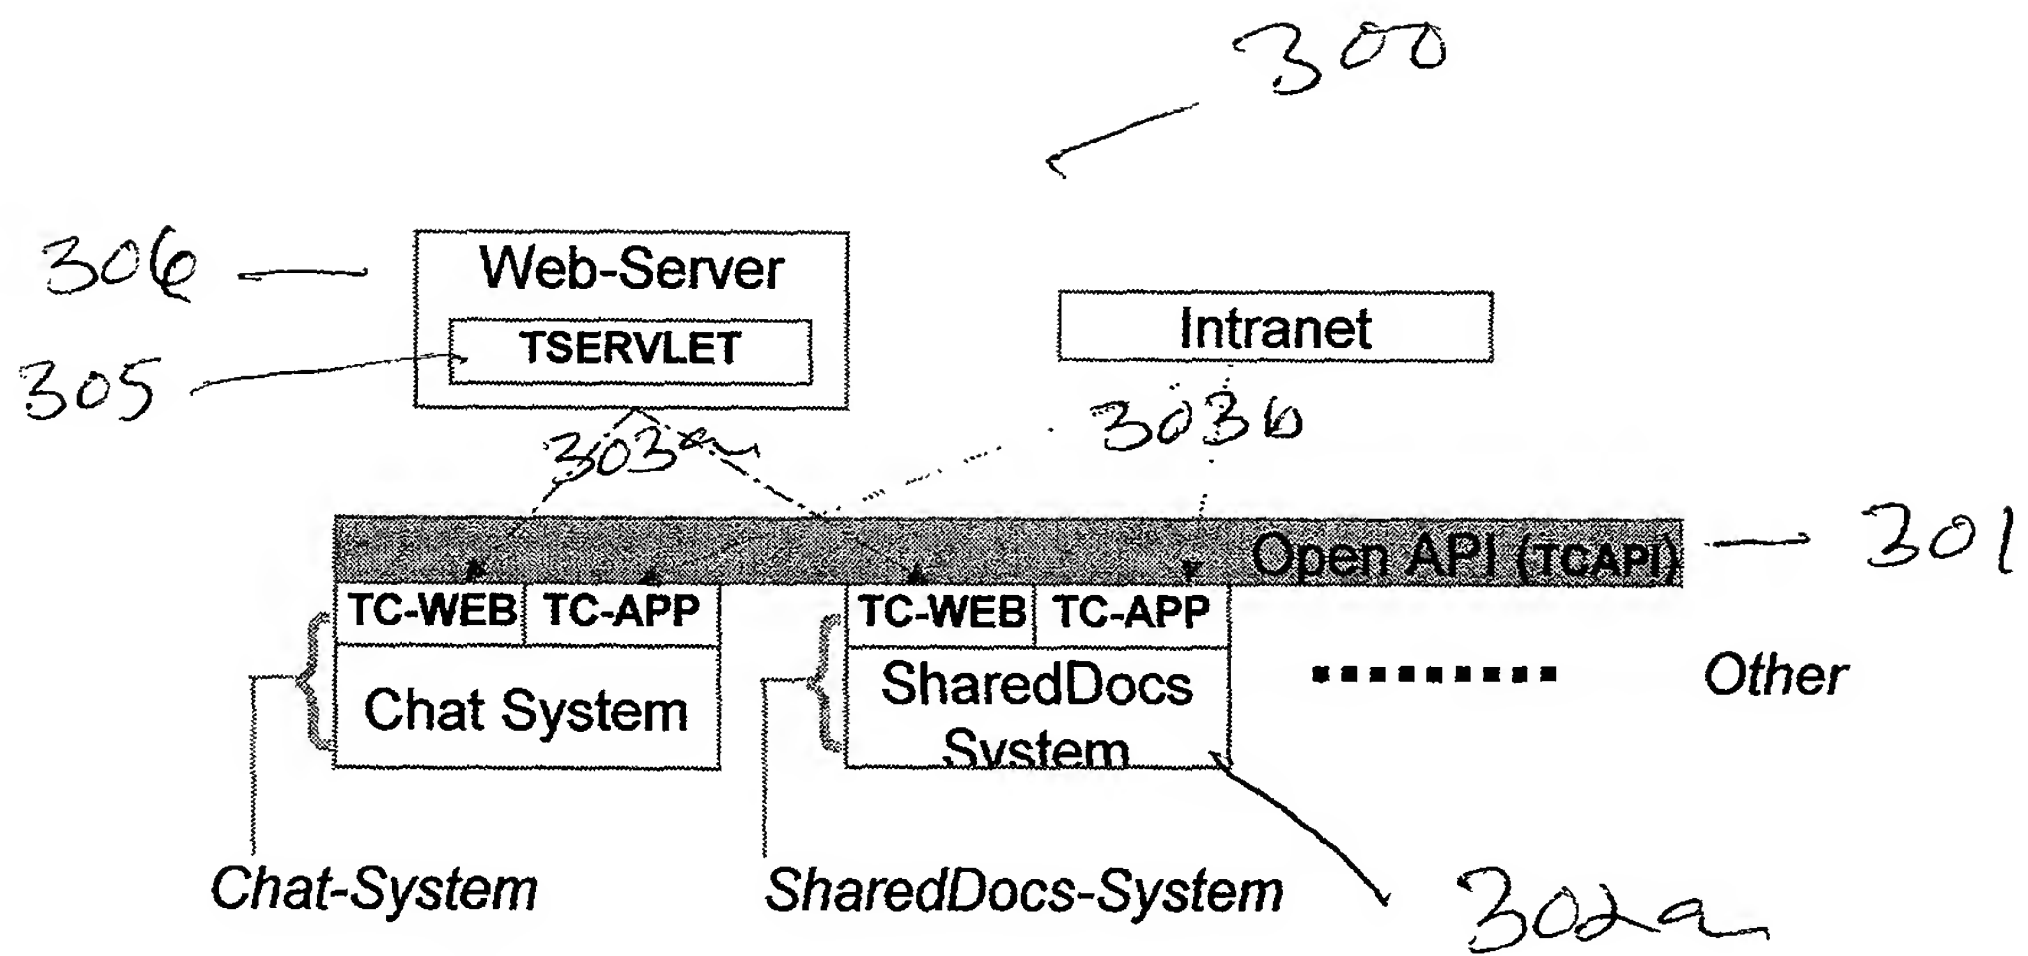 300
306
Web-Server
Intranet
305
TSERVLET
303a
303b
Open API (TCAPI)
301
TC-WEB TC-APP
TC-WEB TC-APP
Chat System
SharedDocs
System
Other
Chat-System
SharedDocs-System
302a